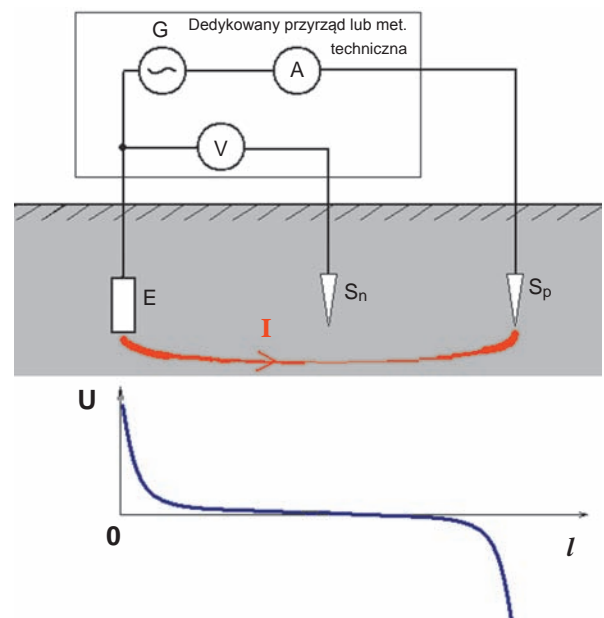 Dedykowany przyrząd lub met.
techniczna
G
A
V
E
Sn
Sp
I
U
0
l